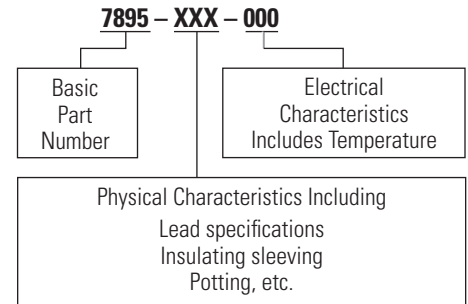 7895 – XXX – 000
Basic
Part
Number
Electrical
Characteristics
Includes Temperature
Physical Characteristics Including
Lead specifications
Insulating sleeving
Potting, etc.